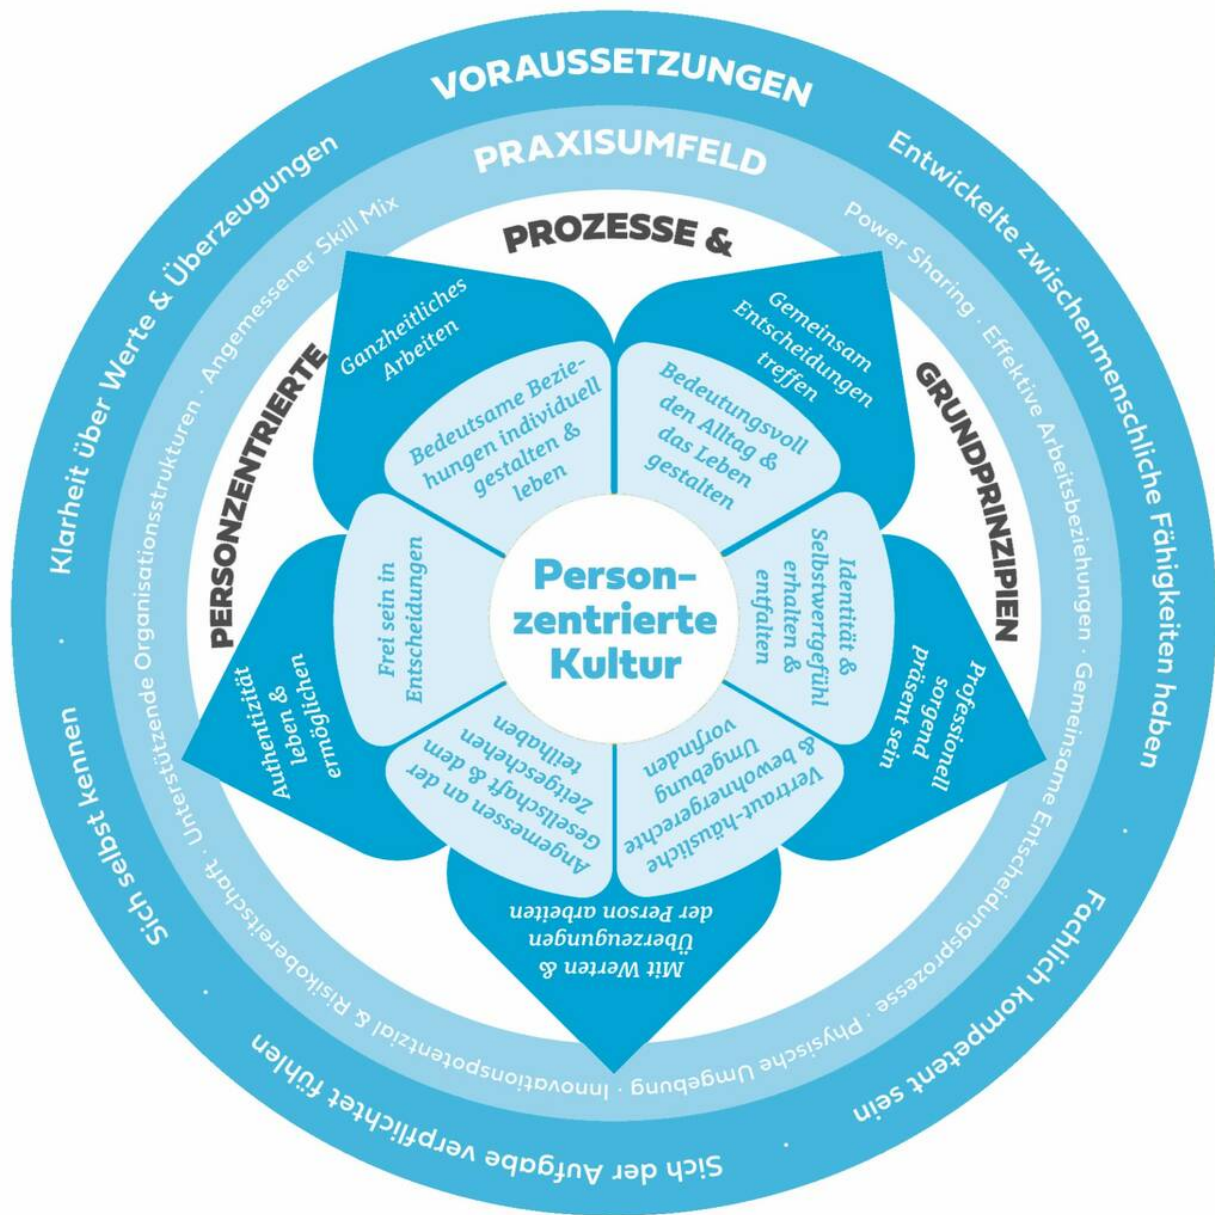 VORAUSSETZUNGEN
Entwickelte zwischenmenschliche Fähigkeiten haben
·
Fachlich kompetent sein
·
Sich der Aufgabe verpflichtet fühlen
·
Sich selbst kennen
·
Klarheit über Werte & Überzeugungen
PRAXISUMFELD
Power Sharing · Effektive Arbeitsbeziehungen · Gemeinsame Entscheidungsprozesse · Physische Umgebung · Innovationspotentzial & Risikobereitschaft · Unterstützende Organisationsstrukturen · Angemessener Skill Mix
PERSONZENTRIERTE
PROZESSE &
GRUNDPRINZIPIEN
Ganzheitliches
Arbeiten
Gemeinsam
Entscheidungen
treffen
Professionell
sorgend
präsent sein
Mit Werten &
Überzeugungen
der Person arbeiten
Authentizität
leben &
ermöglichen
Bedeutsame Bezie-
hungen individuell
gestalten &
leben
Bedeutungsvoll
den Alltag &
das Leben
gestalten
Identität &
Selbstwertgefühl
erhalten &
entfalten
Vertraut-häusliche
& bewohnergerechte
Umgebung
vorfinden
Angemessen an der
Gesellschaft & dem
Zeitgeschehen
teilhaben
Frei sein in
Entscheidungen
Person-
zentrierte
Kultur